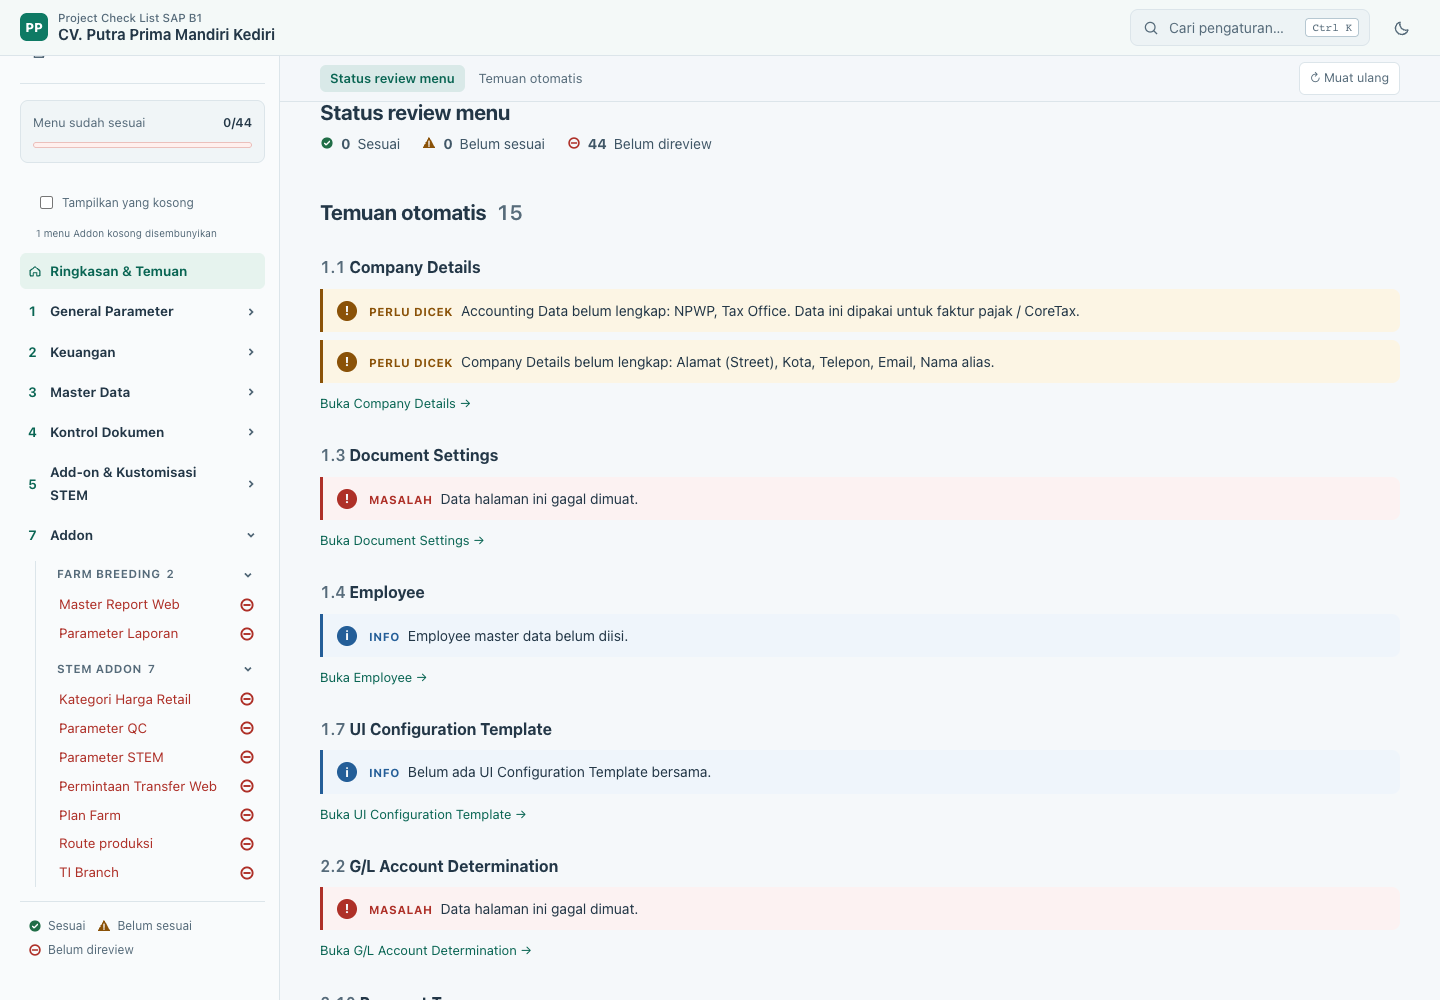 PP
Project Check List SAP B1
CV. Putra Prima Mandiri Kediri
Cari pengaturan...
Ctrl K
Menu sudah sesuai 0/44
Tampilkan yang kosong
1 menu Addon kosong disembunyikan
Ringkasan & Temuan
1 General Parameter
2 Keuangan
3 Master Data
4 Kontrol Dokumen
5 Add-on & Kustomisasi
STEM
7 Addon
FARM BREEDING 2
Master Report Web
Parameter Laporan
STEM ADDON 7
Kategori Harga Retail
Parameter QC
Parameter STEM
Permintaan Transfer Web
Plan Farm
Route produksi
TI Branch
Sesuai
Belum sesuai
Belum direview
Status review menu
Temuan otomatis
Muat ulang
Status review menu
0 Sesuai
0 Belum sesuai
44 Belum direview
Temuan otomatis 15
1.1 Company Details
PERLU DICEK Accounting Data belum lengkap: NPWP, Tax Office. Data ini dipakai untuk faktur pajak / CoreTax.
PERLU DICEK Company Details belum lengkap: Alamat (Street), Kota, Telepon, Email, Nama alias.
Buka Company Details →
1.3 Document Settings
MASALAH Data halaman ini gagal dimuat.
Buka Document Settings →
1.4 Employee
INFO Employee master data belum diisi.
Buka Employee →
1.7 UI Configuration Template
INFO Belum ada UI Configuration Template bersama.
Buka UI Configuration Template →
2.2 G/L Account Determination
MASALAH Data halaman ini gagal dimuat.
Buka G/L Account Determination →